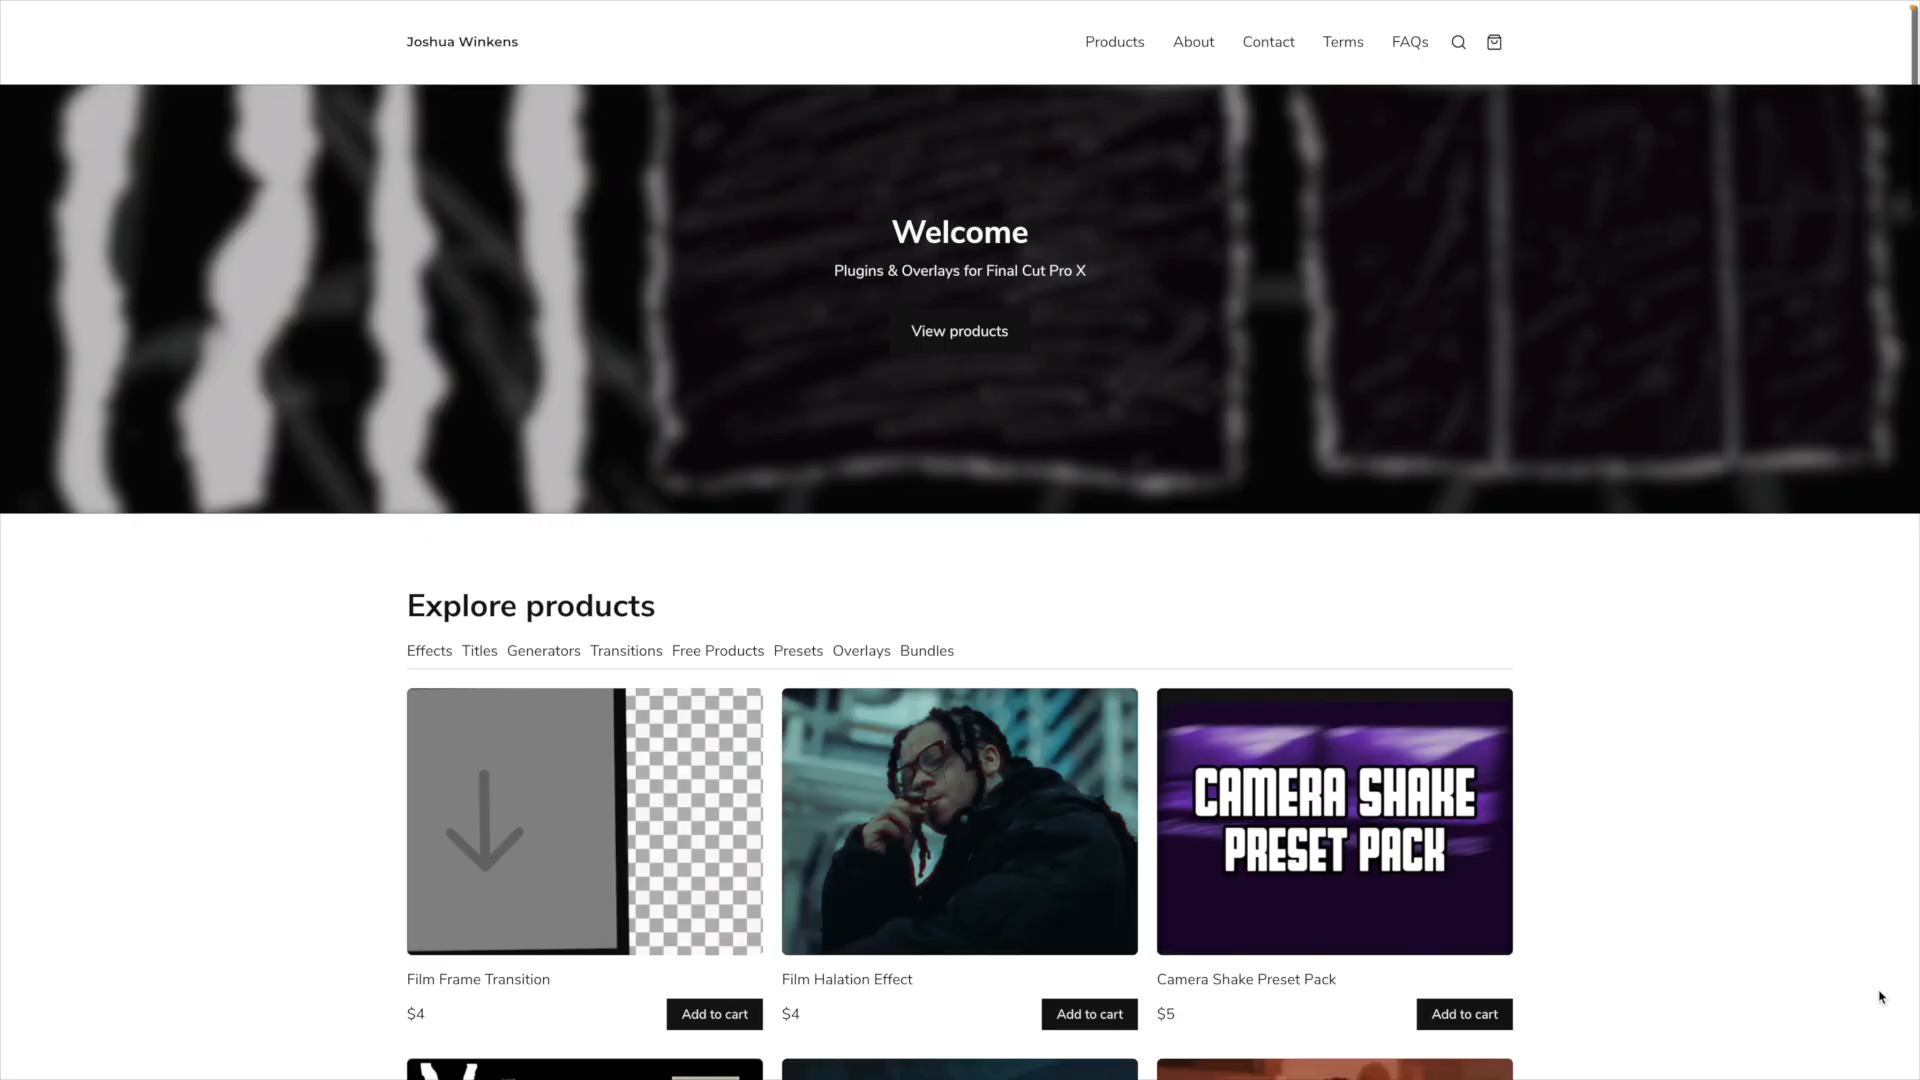 Joshua Winkens
Products About Contact Terms FAQs
Welcome
Plugins & Overlays for Final Cut Pro X
View products
Explore products
Effects Titles Generators Transitions Free Products Presets Overlays Bundles
CAMERA SHAKE
PRESET PACK
Film Frame Transition
$4
Add to cart
Film Halation Effect
$4
Add to cart
Camera Shake Preset Pack
$5
Add to cart